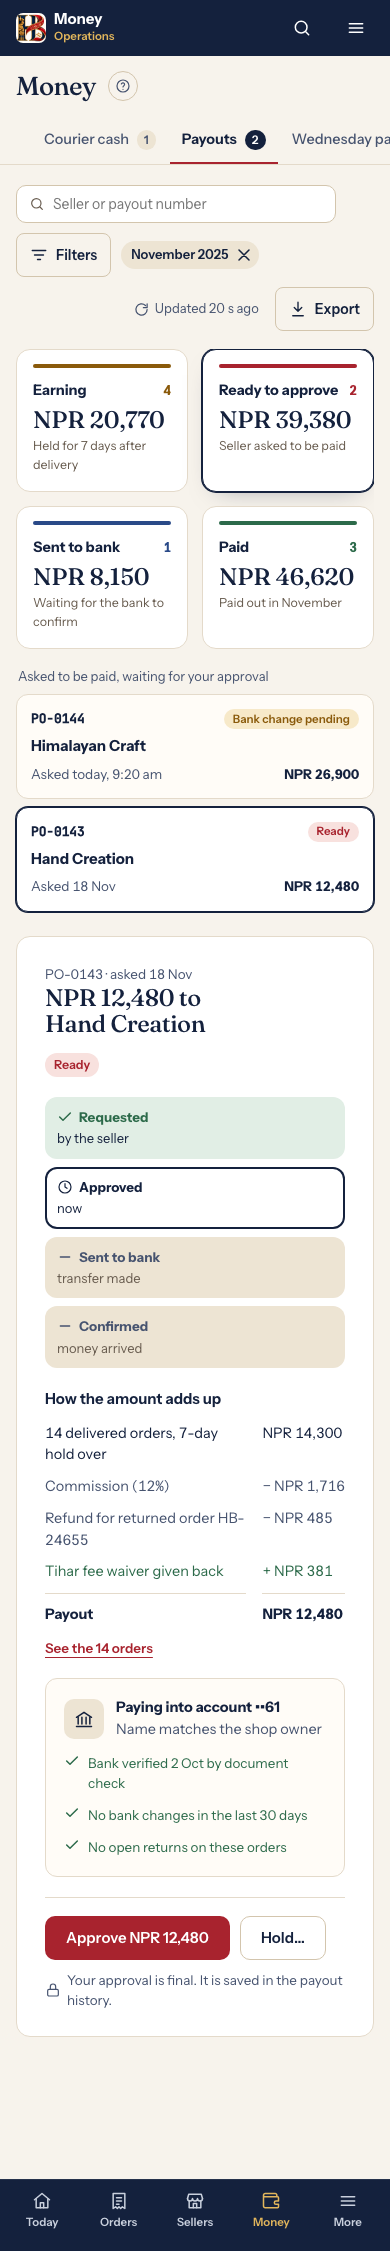 Money
Operations
Money
Courier cash 1
Payouts 2
Wednesday pa
Seller or payout number
Filters
November 2025
Updated 20 s ago
Export
Earning 4
NPR 20,770
Held for 7 days after
delivery
Ready to approve 2
NPR 39,380
Seller asked to be paid
Sent to bank 1
NPR 8,150
Waiting for the bank to
confirm
Paid 3
NPR 46,620
Paid out in November
Asked to be paid, waiting for your approval
PO-0144 Bank change pending
Himalayan Craft
Asked today, 9:20 am NPR 26,900
PO-0143 Ready
Hand Creation
Asked 18 Nov NPR 12,480
PO-0143 · asked 18 Nov
NPR 12,480 to
Hand Creation
Ready
Requested
by the seller
Approved
now
Sent to bank
transfer made
Confirmed
money arrived
How the amount adds up
14 delivered orders, 7-day NPR 14,300
hold over
Commission (12%) − NPR 1,716
Refund for returned order HB- − NPR 485
24655
Tihar fee waiver given back + NPR 381
Payout NPR 12,480
See the 14 orders
Paying into account ••61
Name matches the shop owner
Bank verified 2 Oct by document
check
No bank changes in the last 30 days
No open returns on these orders
Approve NPR 12,480
Hold…
Your approval is final. It is saved in the payout
history.
Today
Orders
Sellers
Money
More